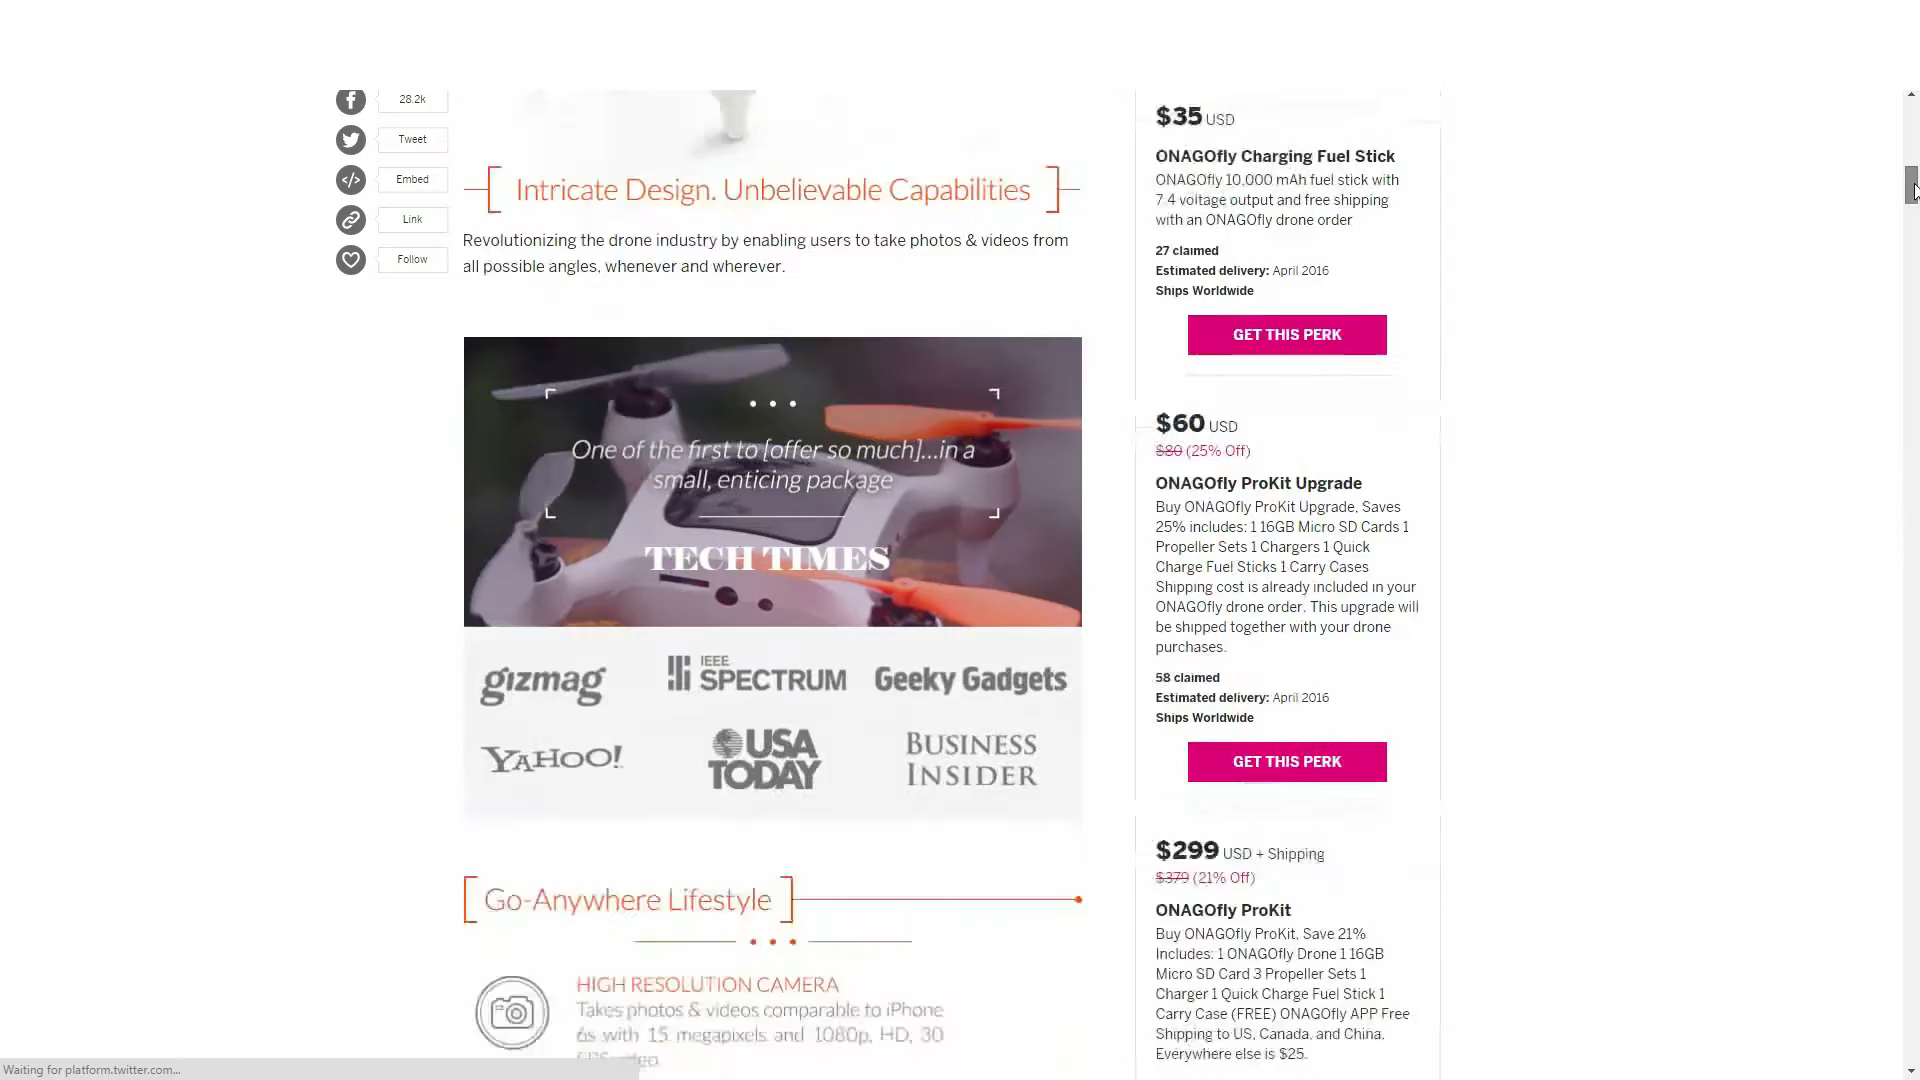 28.2k
Tweet
Embed
Link
Follow
Intricate Design. Unbelievable Capabilities
Revolutionizing the drone industry by enabling users to take photos & videos from
all possible angles, whenever and wherever.
One of the first to [offer so much]...in a
small, enticing package
TECH TIMES
gizmag
IEEE
SPECTRUM
Geeky Gadgets
YAHOO!
USA
TODAY
BUSINESS
INSIDER
Go-Anywhere Lifestyle
HIGH RESOLUTION CAMERA
Takes photos & videos comparable to iPhone
6s with 15 megapixels and 1080p, HD, 30
$35 USD
ONAGOfly Charging Fuel Stick
ONAGOfly 10,000 mAh fuel stick with
7.4 voltage output and free shipping
with an ONAGOfly drone order
27 claimed
Estimated delivery: April 2016
Ships Worldwide
GET THIS PERK
$60 USD
$80 (25% Off)
ONAGOfly ProKit Upgrade
Buy ONAGOfly ProKit Upgrade, Saves
25% includes: 1 16GB Micro SD Cards 1
Propeller Sets 1 Chargers 1 Quick
Charge Fuel Sticks 1 Carry Cases
Shipping cost is already included in your
ONAGOfly drone order. This upgrade will
be shipped together with your drone
purchases.
58 claimed
Estimated delivery: April 2016
Ships Worldwide
GET THIS PERK
$299 USD + Shipping
$379 (21% Off)
ONAGOfly ProKit
Buy ONAGOfly ProKit, Save 21%
Includes: 1 ONAGOfly Drone 1 16GB
Micro SD Card 3 Propeller Sets 1
Charger 1 Quick Charge Fuel Stick 1
Carry Case (FREE) ONAGOfly APP Free
Shipping to US, Canada, and China.
Everywhere else is $25.
Waiting for platform.twitter.com...